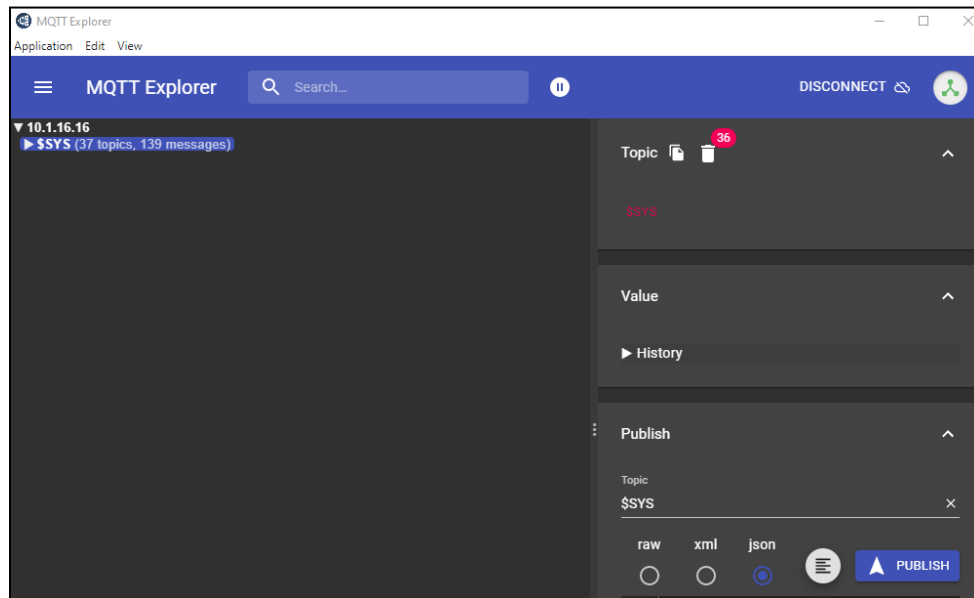 MQTT Explorer
Application Edit View
MQTT Explorer
Search...
DISCONNECT
▼ 10.1.16.16
▶ $SYS (37 topics, 139 messages)
Topic
36
$SYS
Value
▶ History
Publish
Topic
$SYS
raw xml json
PUBLISH